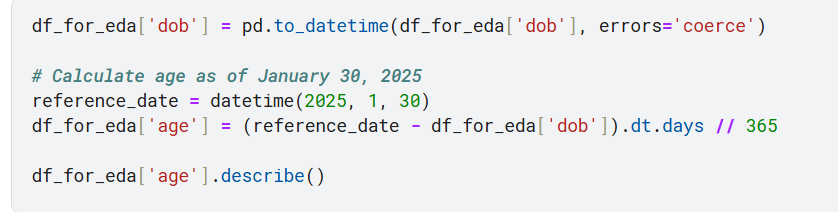 df_for_eda['dob'] = pd.to_datetime(df_for_eda['dob'], errors='coerce')
# Calculate age as of January 30, 2025
reference_date = datetime(2025, 1, 30)
df_for_eda['age'] = (reference_date - df_for_eda['dob']).dt.days // 365
df_for_eda['age'].describe()